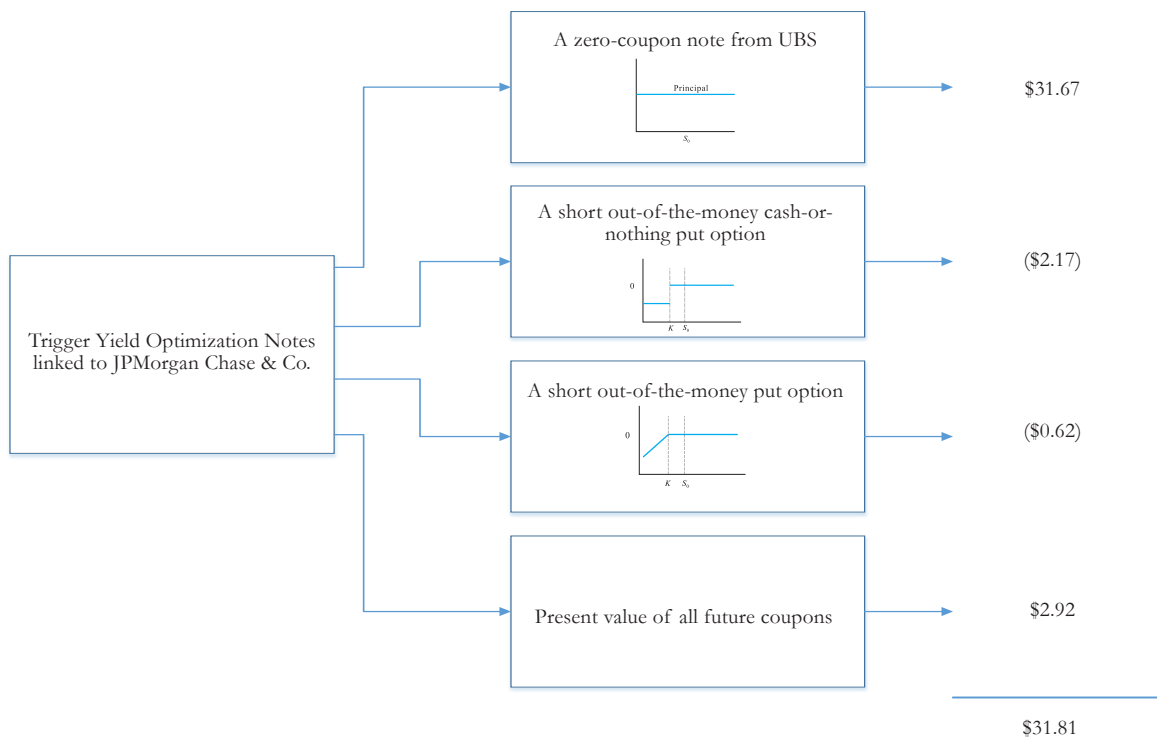 A zero-coupon note from UBS
Principal
S0
$31.67
A short out-of-the-money cash-or-
nothing put option
0
K
S0
($2.17)
Trigger Yield Optimization Notes
linked to JPMorgan Chase & Co.
A short out-of-the-money put option
0
K
S0
($0.62)
Present value of all future coupons
$2.92
$31.81